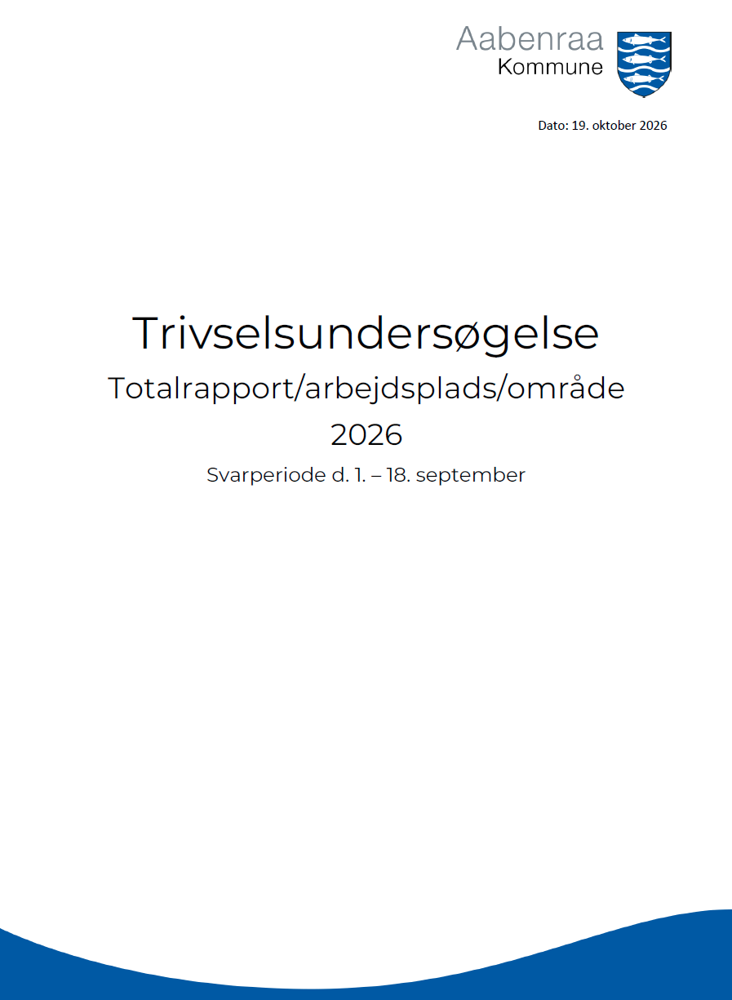 Aabenraa
Kommune
Dato: 19. oktober 2026
Trivselsundersøgelse
Totalrapport/arbejdsplads/område
2026
Svarperiode d. 1. – 18. september